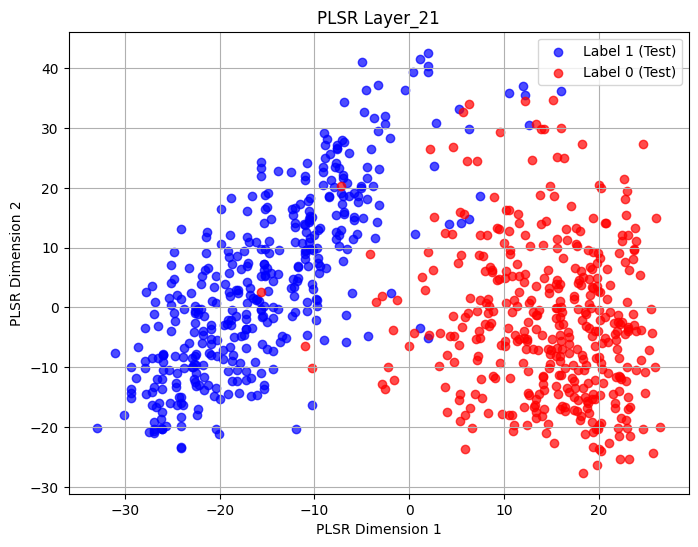 PLSR Layer_21
Label 1 (Test)
Label 0 (Test)
PLSR Dimension 2
40
30
20
10
0
−10
−20
−30
−30
−20
−10
0
10
20
PLSR Dimension 1